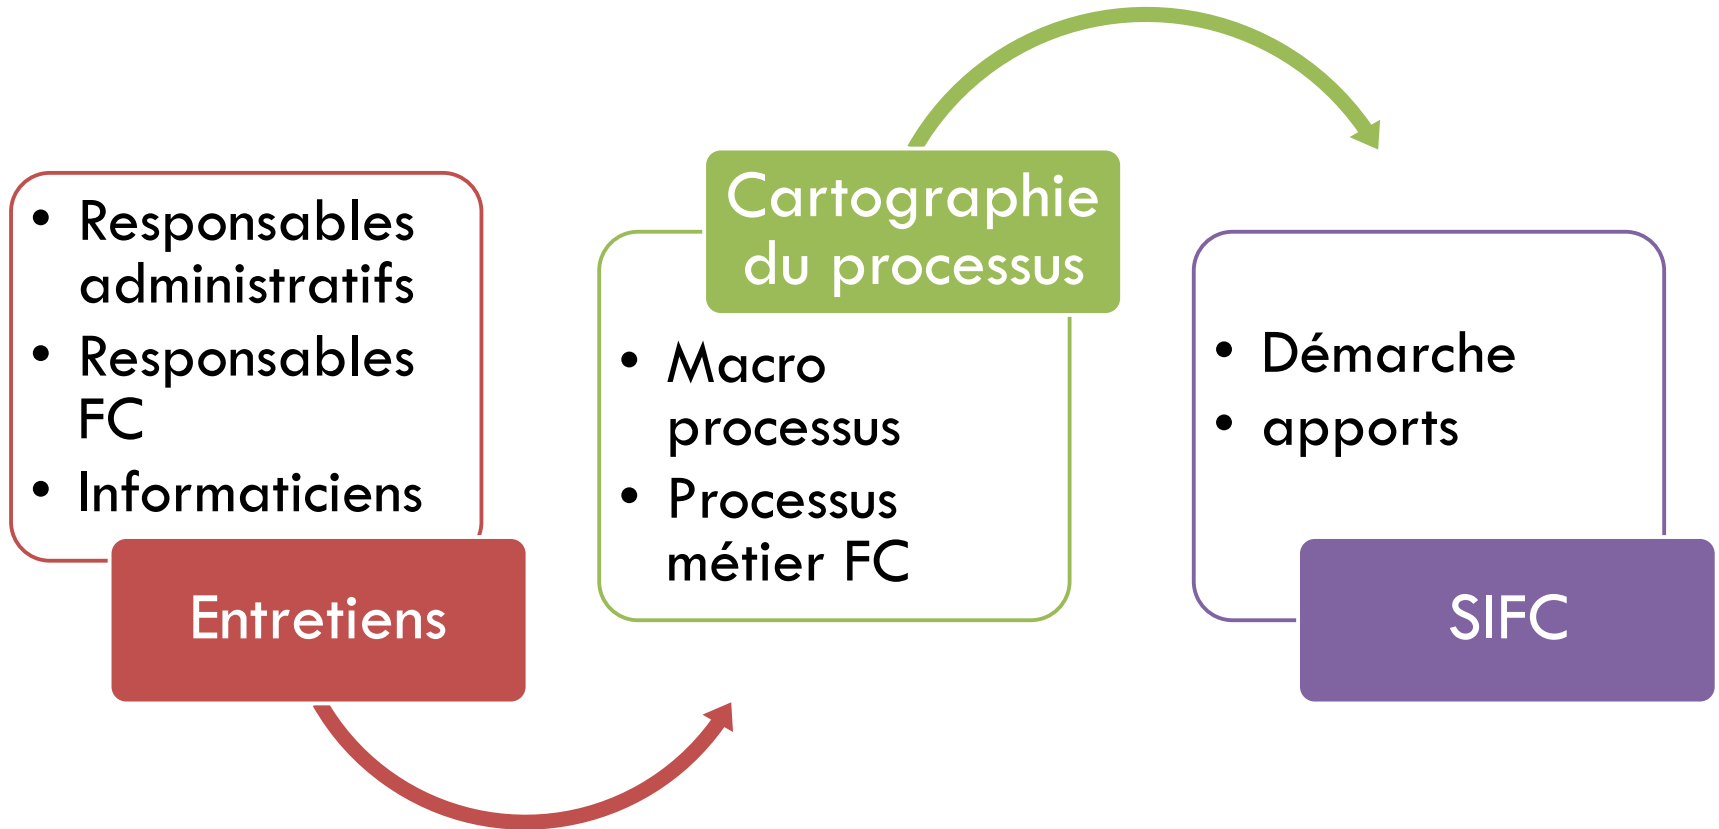 • Responsables
administratifs
• Responsables
FC
• Informaticiens
Entretiens
Cartographie
du processus
• Macro
processus
• Processus
métier FC
• Démarche
• apports
SIFC